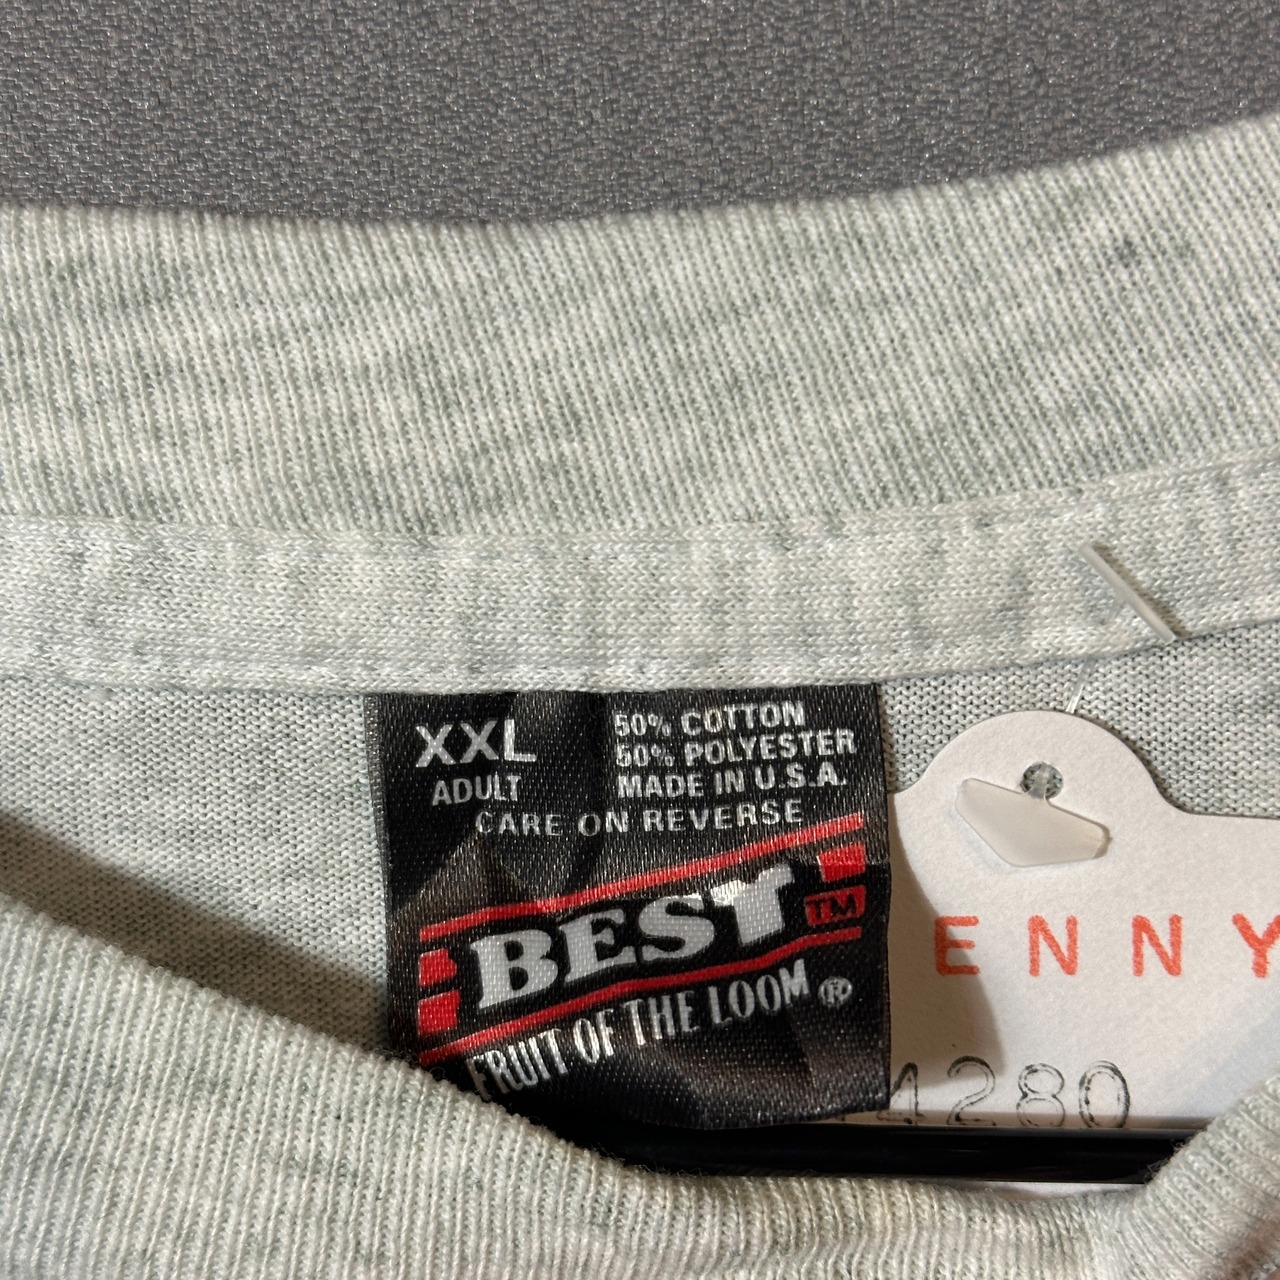 XXL
ADULT
50% COTTON
50% POLYESTER
MADE IN U.S.A.
CARE ON REVERSE
BEST TM
FRUIT OF THE LOOM ®
ENNY
4280